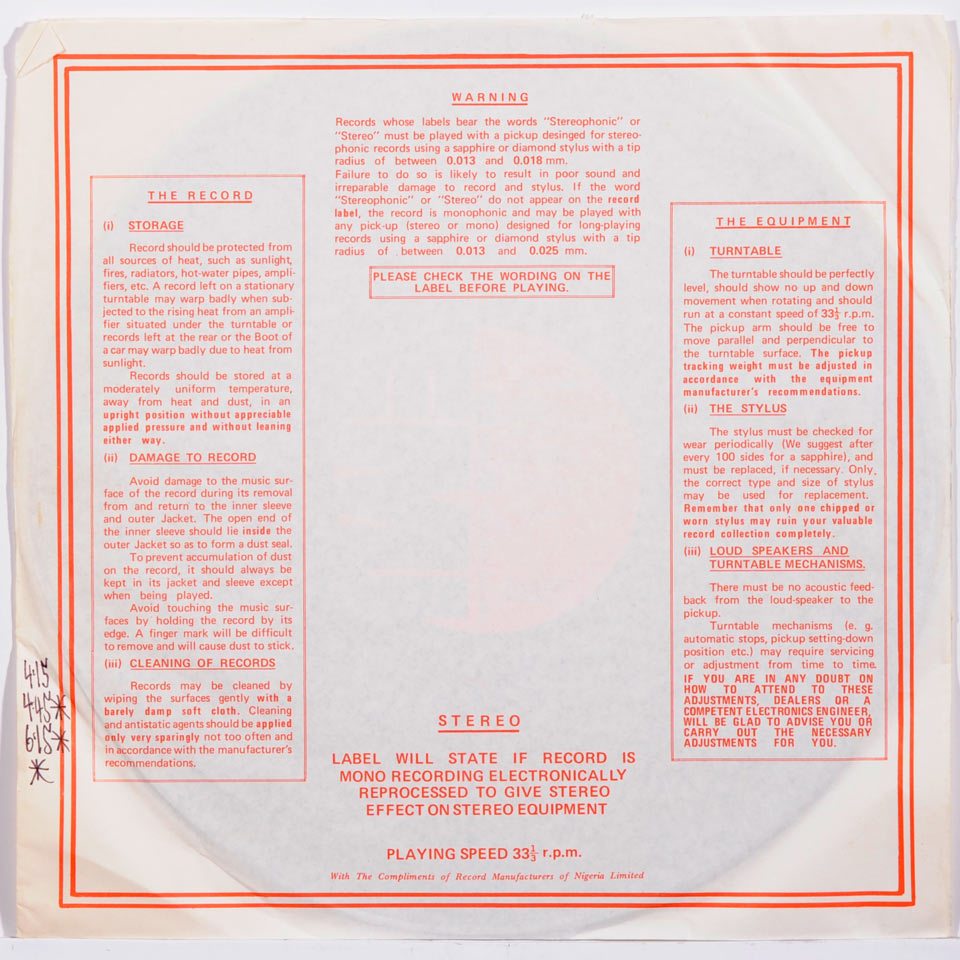 WARNING
Records whose labels bear the words "Stereophonic" or
"Stereo" must be played with a pickup desinged for stereo-
phonic records using a sapphire or diamond stylus with a tip
radius of between 0.013 and 0.018 mm.
Failure to do so is likely to result in poor sound and
irreparable damage to record and stylus. If the word
"Stereophonic" or "Stereo" do not appear on the record
label, the record is monophonic and may be played with
any pick-up (stereo or mono) designed for long-playing
records using a sapphire or diamond stylus with a tip
radius of between 0.013 and 0.025 mm.
PLEASE CHECK THE WORDING ON THE
LABEL BEFORE PLAYING.
THE RECORD
(i) STORAGE
Record should be protected from
all sources of heat, such as sunlight,
fires, radiators, hot-water pipes, ampli-
fiers, etc. A record left on a stationary
turntable may warp badly when sub-
jected to the rising heat from an ampli-
fier situated under the turntable or
records left at the rear or the Boot of
a car may warp badly due to heat from
sunlight.
Records should be stored at a
moderately uniform temperature,
away from heat and dust, in an
upright position without appreciable
applied pressure and without leaning
either way.
(ii) DAMAGE TO RECORD
Avoid damage to the music sur-
face of the record during its removal
from and return to the inner sleeve
and outer Jacket. The open end of
the inner sleeve should lie inside the
outer Jacket so as to form a dust seal.
To prevent accumulation of dust
on the record, it should always be
kept in its jacket and sleeve except
when being played.
Avoid touching the music sur-
faces by holding the record by its
edge. A finger mark will be difficult
to remove and will cause dust to stick.
(iii) CLEANING OF RECORDS
Records may be cleaned by
wiping the surfaces gently with a
barely damp soft cloth. Cleaning
and antistatic agents should be applied
only very sparingly not too often and
in accordance with the manufacturer's
recommendations.
THE EQUIPMENT
(i) TURNTABLE
The turntable should be perfectly
level, should show no up and down
movement when rotating and should
run at a constant speed of 33⅓ r.p.m.
The pickup arm should be free to
move parallel and perpendicular to
the turntable surface. The pickup
tracking weight must be adjusted in
accordance with the equipment
manufacturer's recommendations.
(ii) THE STYLUS
The stylus must be checked for
wear periodically (We suggest after
every 100 sides for a sapphire), and
must be replaced, if necessary. Only,
the correct type and size of stylus
may be used for replacement.
Remember that only one chipped or
worn stylus may ruin your valuable
record collection completely.
(iii) LOUD SPEAKERS AND
TURNTABLE MECHANISMS.
There must be no acoustic feed-
back from the loud-speaker to the
pickup.
Turntable mechanisms (e. g.
automatic stops, pickup setting-down
position etc.) may require servicing
or adjustment from time to time.
IF YOU ARE IN ANY DOUBT ON
HOW TO ATTEND TO THESE
ADJUSTMENTS, DEALERS OR A
COMPETENT ELECTRONICS ENGINEER,
WILL BE GLAD TO ADVISE YOU OR
CARRY OUT THE NECESSARY
ADJUSTMENTS FOR YOU.
4:15
4:45*
6:15*
*
STEREO
LABEL WILL STATE IF RECORD IS
MONO RECORDING ELECTRONICALLY
REPROCESSED TO GIVE STEREO
EFFECT ON STEREO EQUIPMENT
PLAYING SPEED 33⅓ r.p.m.
With The Compliments of Record Manufacturers of Nigeria Limited